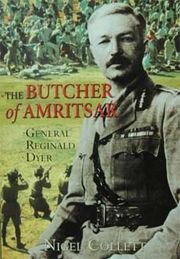 THE BUTCHER
of AMRITSAR
GENERAL
REGINALD
DYER
NIGEL COLLETT